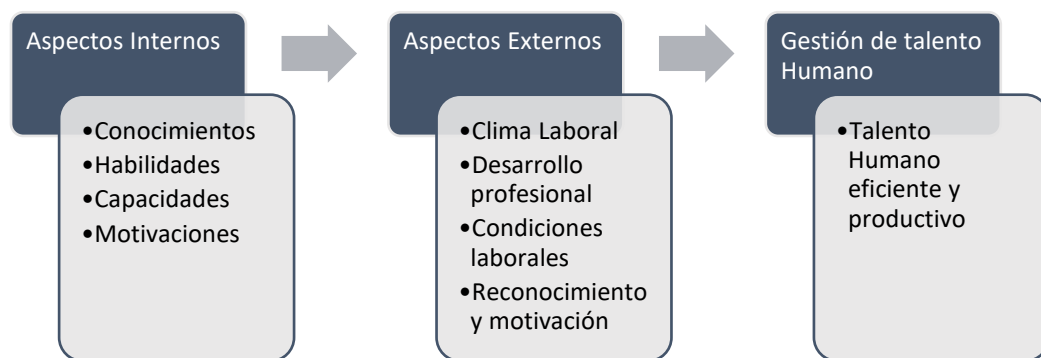 Aspectos Internos
•Conocimientos
•Habilidades
•Capacidades
•Motivaciones
Aspectos Externos
•Clima Laboral
•Desarrollo
profesional
•Condiciones
laborales
•Reconocimiento
y motivación
Gestión de talento
Humano
•Talento
Humano
eficiente y
productivo